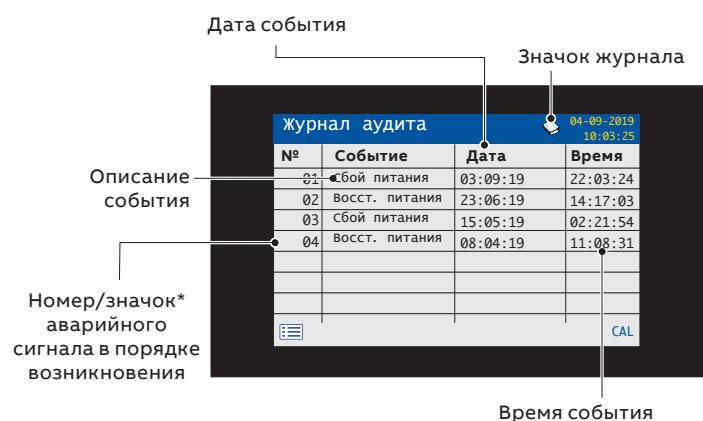 Дата события
Значок журнала
Журнал аудита
04-09-2019
10:03:25
№ Событие Дата Время
01 Сбой питания 03:09:19 22:03:24
02 Восст. питания 23:06:19 14:17:03
03 Сбой питания 15:05:19 02:21:54
04 Восст. питания 08:04:19 11:08:31
Описание
события
Номер/значок*
аварийного
сигнала в порядке
возникновения
CAL
Время события